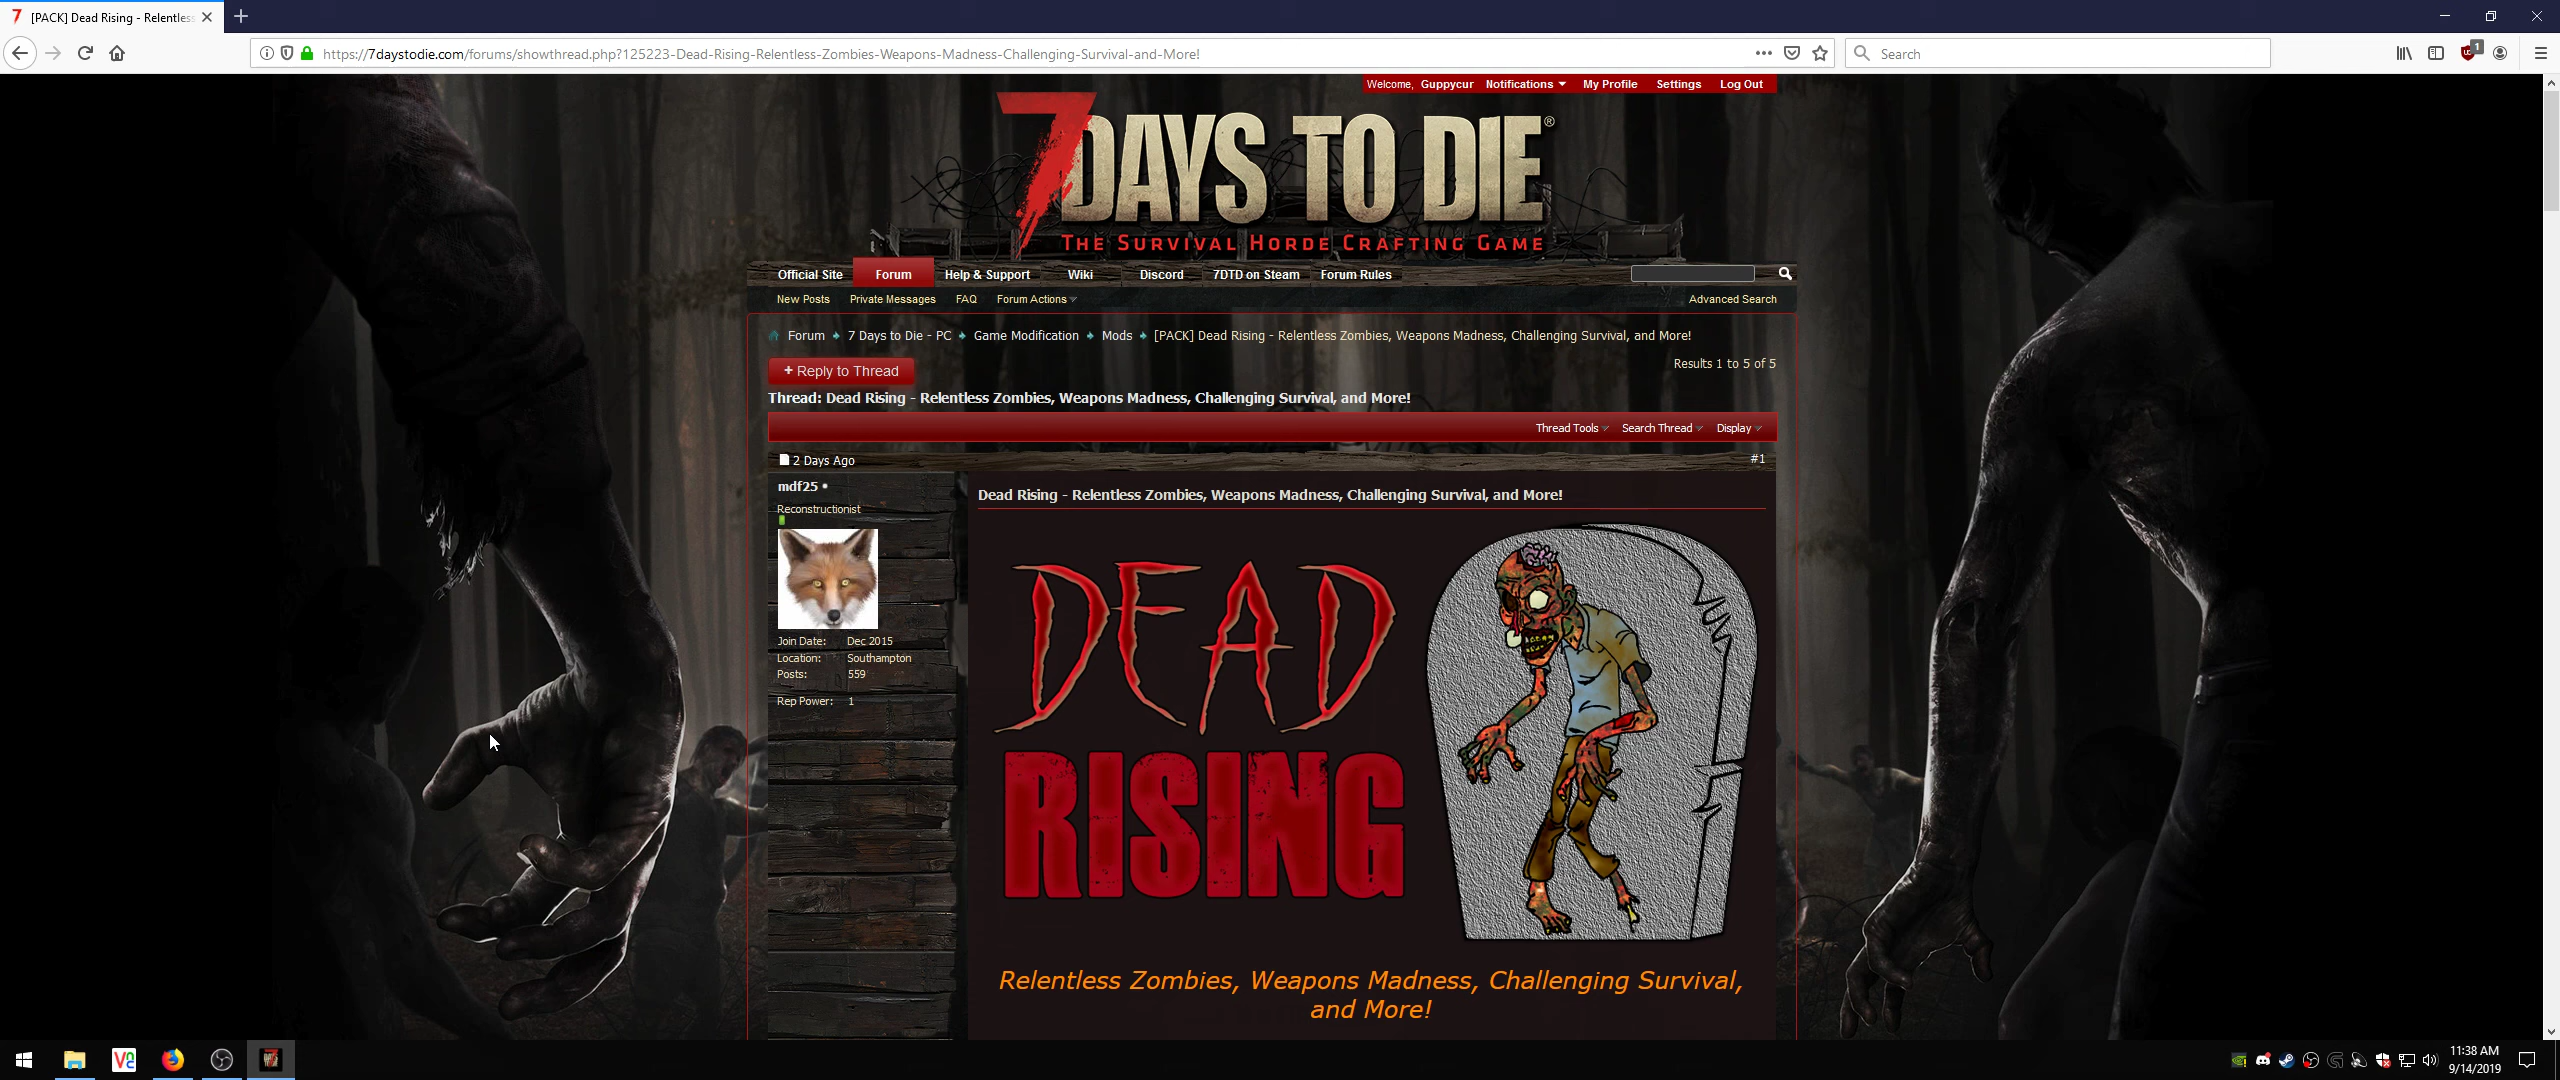 [PACK] Dead Rising - Relentless
https://7daystodie.com/forums/showthread.php?125223-Dead-Rising-Relentless-Zombies-Weapons-Madness-Challenging-Survival-and-More!
Search
1
Welcome, Guppycur Notifications My Profile Settings Log Out
7 DAYS TO DIE®
THE SURVIVAL HORDE CRAFTING GAME
Official Site Forum Help & Support Wiki Discord 7DTD on Steam Forum Rules
New Posts Private Messages FAQ Forum Actions Advanced Search
Forum 7 Days to Die - PC Game Modification Mods [PACK] Dead Rising - Relentless Zombies, Weapons Madness, Challenging Survival, and More!
+ Reply to Thread
Results 1 to 5 of 5
Thread: Dead Rising - Relentless Zombies, Weapons Madness, Challenging Survival, and More!
Thread Tools Search Thread Display
2 Days Ago #1
mdf25
Reconstructionist
Join Date: Dec 2015
Location: Southampton
Posts: 559
Rep Power: 1
Dead Rising - Relentless Zombies, Weapons Madness, Challenging Survival, and More!
DEAD
RISING
Relentless Zombies, Weapons Madness, Challenging Survival,
and More!
11:38 AM
9/14/2019